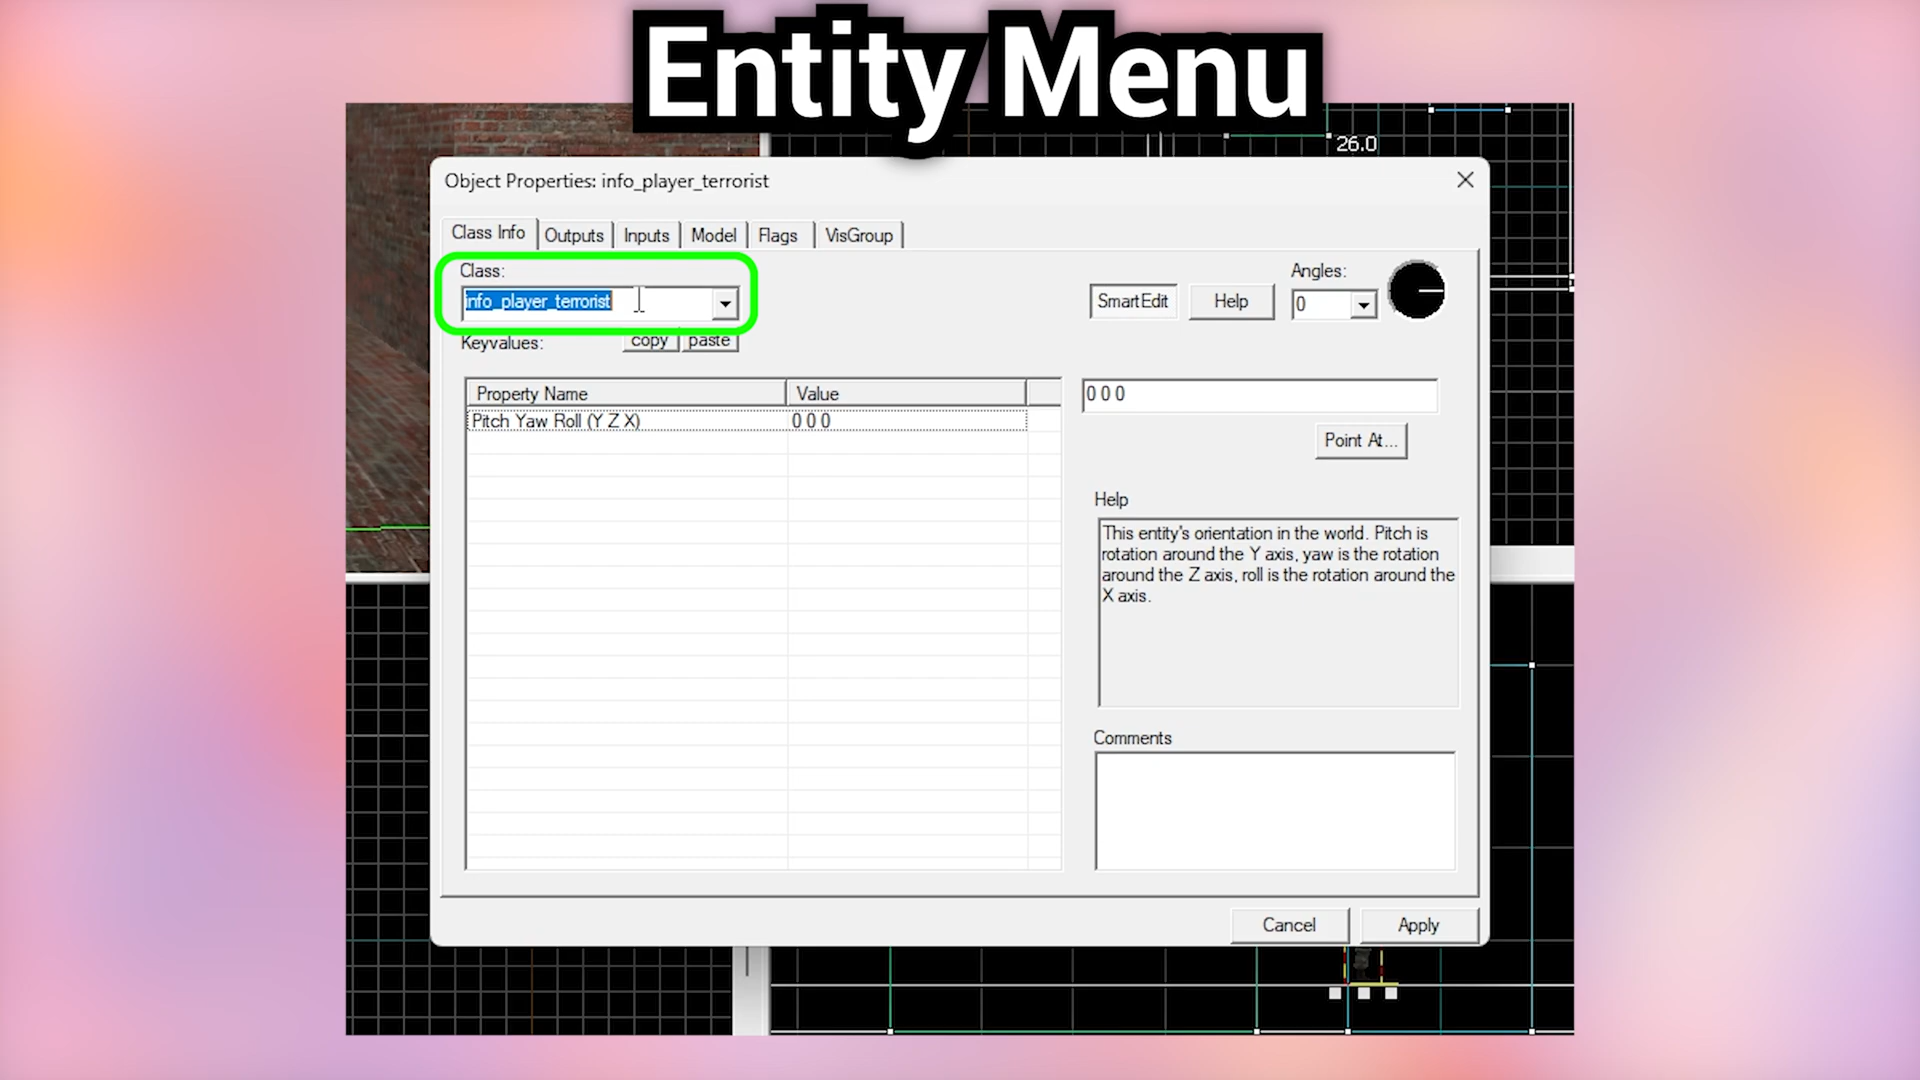 Entity Menu
26.0
Object Properties: info_player_terrorist
Class Info Outputs Inputs Model Flags VisGroup
Class:
info_player_terrorist
SmartEdit Help
Angles:
0
Keyvalues: copy paste
Property Name Value
Pitch Yaw Roll (Y Z X) 0 0 0
0 0 0
Point At...
Help
This entity's orientation in the world. Pitch is
rotation around the Y axis, yaw is the rotation
around the Z axis, roll is the rotation around the
X axis.
Comments
Cancel Apply